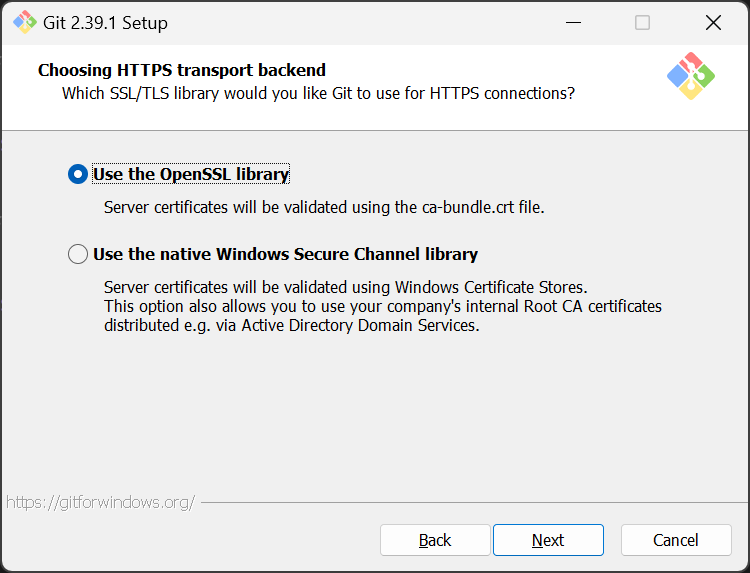 Git 2.39.1 Setup
Choosing HTTPS transport backend
Which SSL/TLS library would you like Git to use for HTTPS connections?
Use the OpenSSL library
Server certificates will be validated using the ca-bundle.crt file.
Use the native Windows Secure Channel library
Server certificates will be validated using Windows Certificate Stores.
This option also allows you to use your company's internal Root CA certificates
distributed e.g. via Active Directory Domain Services.
https://gitforwindows.org/
Back Next Cancel